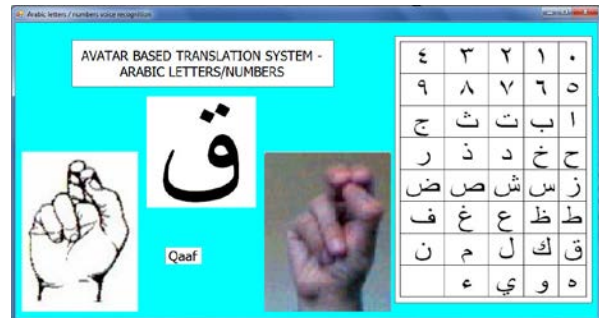 Arabic letters / numbers voice recognition
AVATAR BASED TRANSLATION SYSTEM -
ARABIC LETTERS/NUMBERS
ق
Qaaf
٠ ١ ٢ ٣ ٤
٥ ٦ ٧ ٨ ٩
ا ب ت ث ج
ح خ د ذ ر
ز س ش ص ض
ط ظ ع غ ف
ق ك ل م ن
ه و ي ء